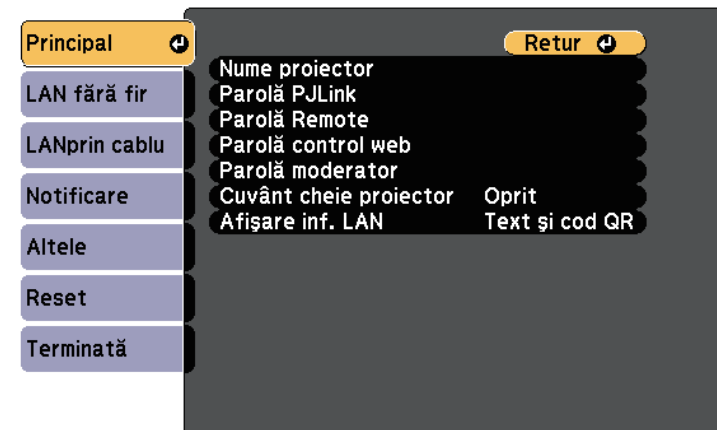 Principal
LAN fără fir
LANprin cablu
Notificare
Altele
Reset
Terminată
Retur
Nume proiector
Parolă PJLink
Parolă Remote
Parolă control web
Parolă moderator
Cuvânt cheie proiector Oprit
Afişare inf. LAN Text şi cod QR